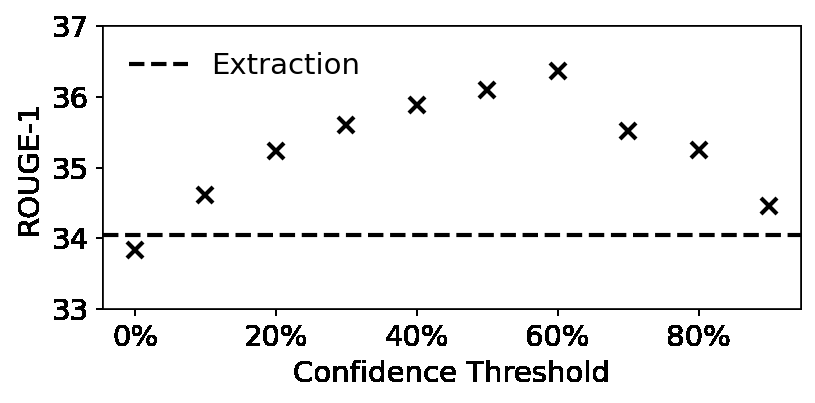 37
36
35
34
33
ROUGE-1
Extraction
0% 20% 40% 60% 80%
Confidence Threshold